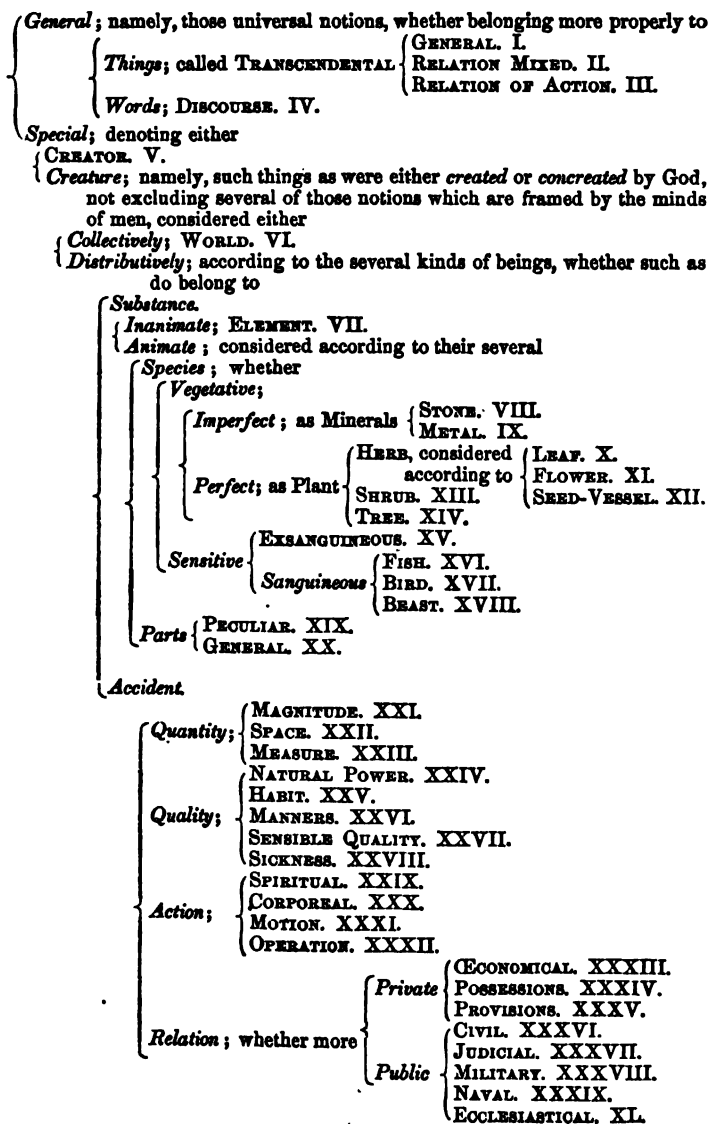 General; namely, those universal notions, whether belonging more properly to
Things; called TRANSCENDENTAL
GENERAL. I.
RELATION MIXED. II.
RELATION OF ACTION. III.
Words; DISCOURSE. IV.
Special; denoting either
CREATOR. V.
Creature; namely, such things as were either created or concreated by God,
not excluding several of those notions which are framed by the minds
of men, considered either
Collectively; WORLD. VI.
Distributively; according to the several kinds of beings, whether such as
do belong to
Substance.
Inanimate; ELEMENT. VII.
Animate; considered according to their several
Species; whether
Vegetative;
Imperfect; as Minerals
STONE. VIII.
METAL. IX.
Perfect; as Plant
HERB, considered
according to
LEAF. X.
FLOWER. XI.
SEED-VESSEL. XII.
SHRUB. XIII.
TREE. XIV.
Sensitive
EXSANGUINEOUS. XV.
Sanguineous
FISH. XVI.
BIRD. XVII.
BEAST. XVIII.
Parts
PECULIAR. XIX.
GENERAL. XX.
Accident.
Quantity;
MAGNITUDE. XXI.
SPACE. XXII.
MEASURE. XXIII.
Quality;
NATURAL POWER. XXIV.
HABIT. XXV.
MANNERS. XXVI.
SENSIBLE QUALITY. XXVII.
SICKNESS. XXVIII.
Action;
SPIRITUAL. XXIX.
CORPOREAL. XXX.
MOTION. XXXI.
OPERATION. XXXII.
Relation; whether more
Private
ŒCONOMICAL. XXXIII.
POSSESSIONS. XXXIV.
PROVISIONS. XXXV.
Public
CIVIL. XXXVI.
JUDICIAL. XXXVII.
MILITARY. XXXVIII.
NAVAL. XXXIX.
ECCLESIASTICAL. XL.